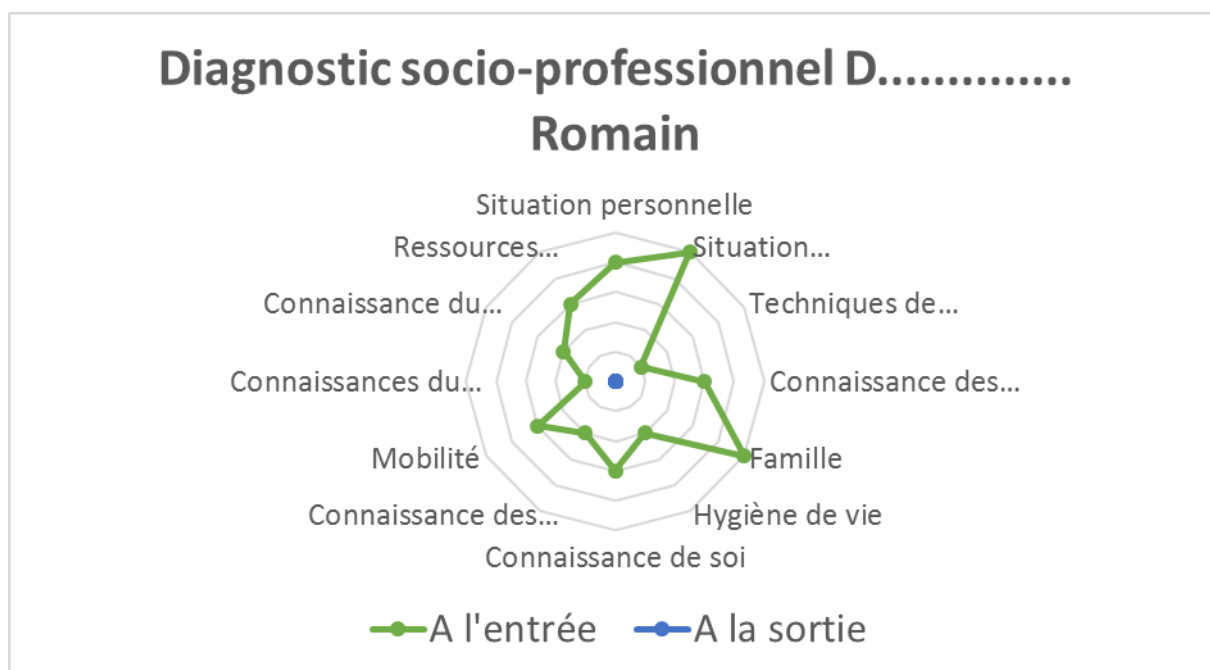 Diagnostic socio-professionnel D..............
Romain
Situation personnelle
Ressources...
Situation...
Connaissance du...
Techniques de...
Connaissances du...
Connaissance des...
Mobilité
Famille
Connaissance des...
Hygiène de vie
Connaissance de soi
A l'entrée
A la sortie